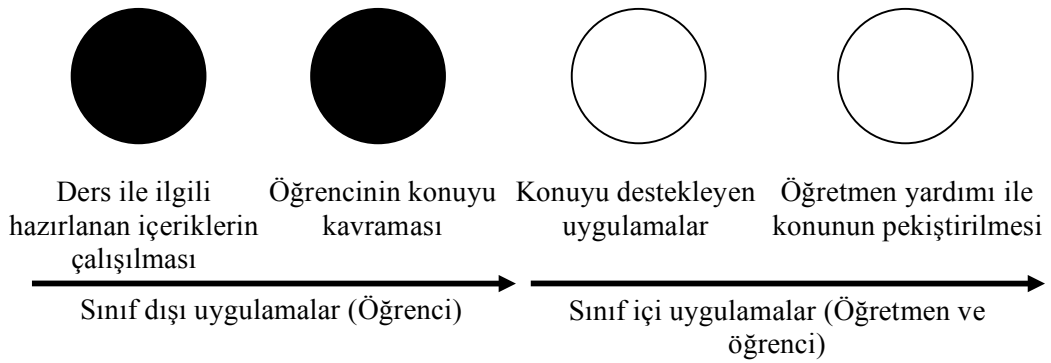 Ders ile ilgili
hazırlanan içeriklerin
çalışılması
Öğrencinin konuyu
kavraması
Konuyu destekleyen
uygulamalar
Öğretmen yardımı ile
konunun pekiştirilmesi
Sınıf dışı uygulamalar (Öğrenci)
Sınıf içi uygulamalar (Öğretmen ve
öğrenci)